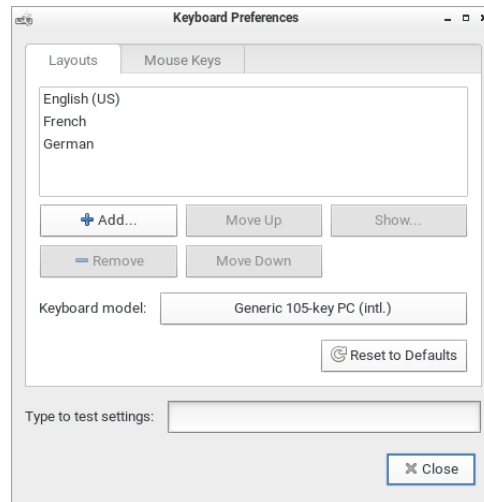 Keyboard Preferences
Layouts Mouse Keys
English (US)
French
German
Add... Move Up Show...
Remove Move Down
Keyboard model: Generic 105-key PC (intl.)
Reset to Defaults
Type to test settings:
Close